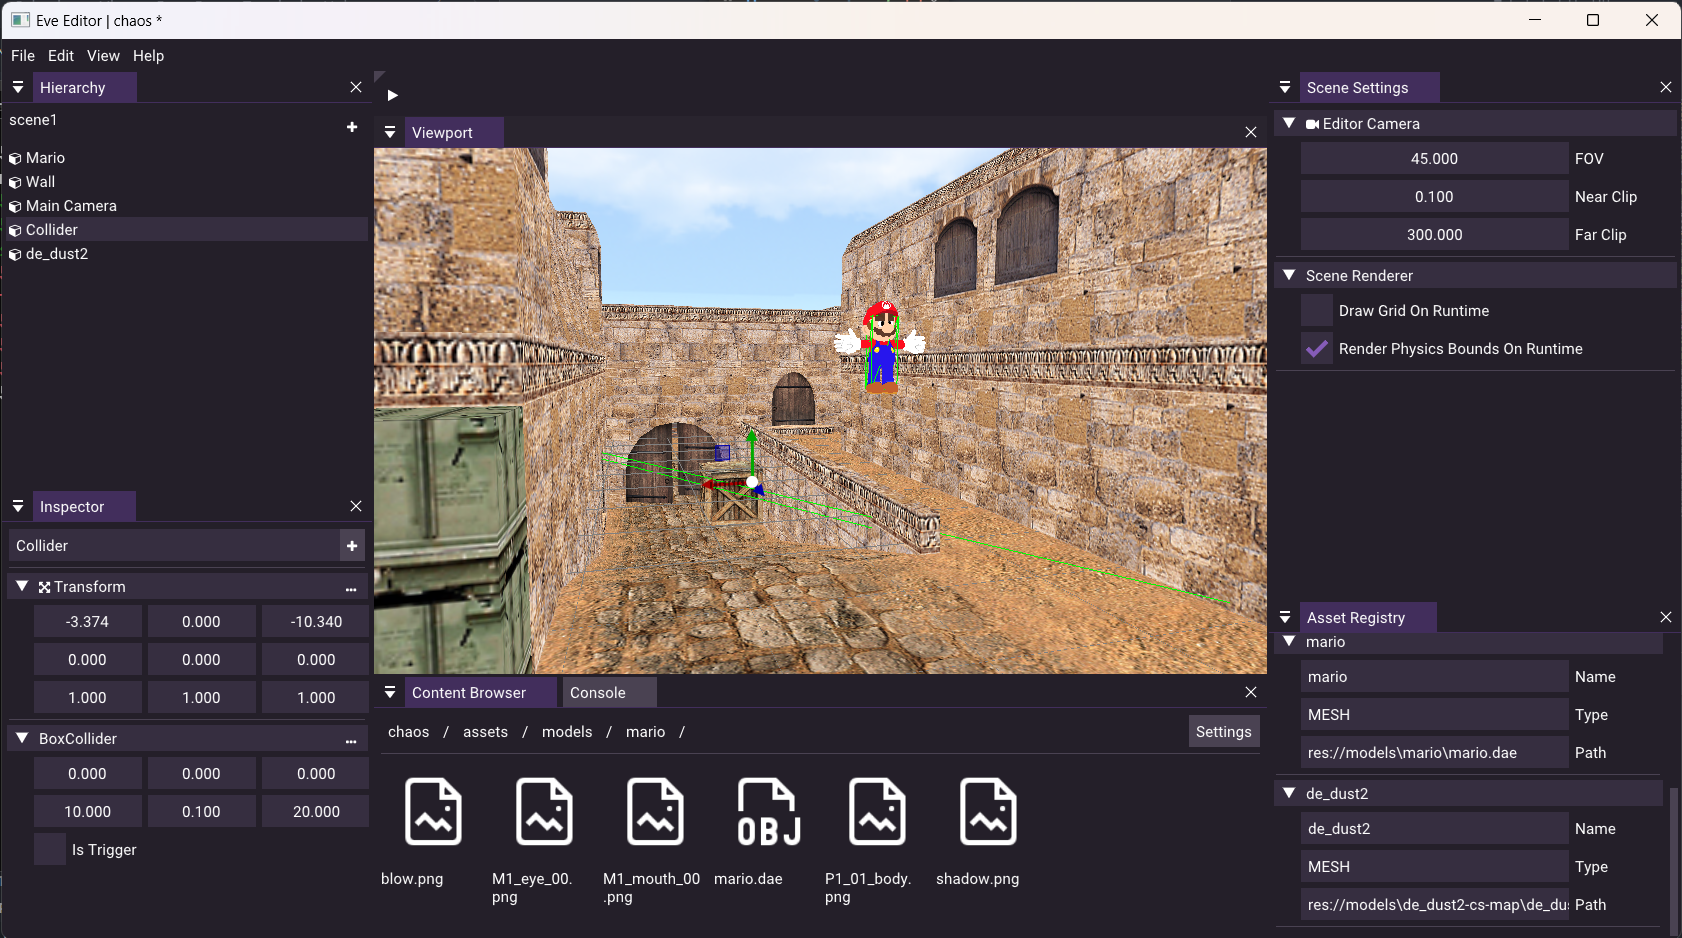 Eve Editor | chaos *
File Edit View Help
Hierarchy
scene1
Mario
Wall
Main Camera
Collider
de_dust2
Inspector
Collider
Transform ...
-3.374 0.000 -10.340
0.000 0.000 0.000
1.000 1.000 1.000
BoxCollider ...
0.000 0.000 0.000
10.000 0.100 20.000
Is Trigger
Viewport
Content Browser Console
chaos / assets / models / mario /
Settings
OBJ
blow.png
M1_eye_00.
png
M1_mouth_00
.png
mario.dae
P1_01_body.
png
shadow.png
Scene Settings
Editor Camera
45.000 FOV
0.100 Near Clip
300.000 Far Clip
Scene Renderer
Draw Grid On Runtime
Render Physics Bounds On Runtime
Asset Registry
mario
mario Name
MESH Type
res://models\mario\mario.dae Path
de_dust2
de_dust2 Name
MESH Type
res://models\de_dust2-cs-map\de_du Path